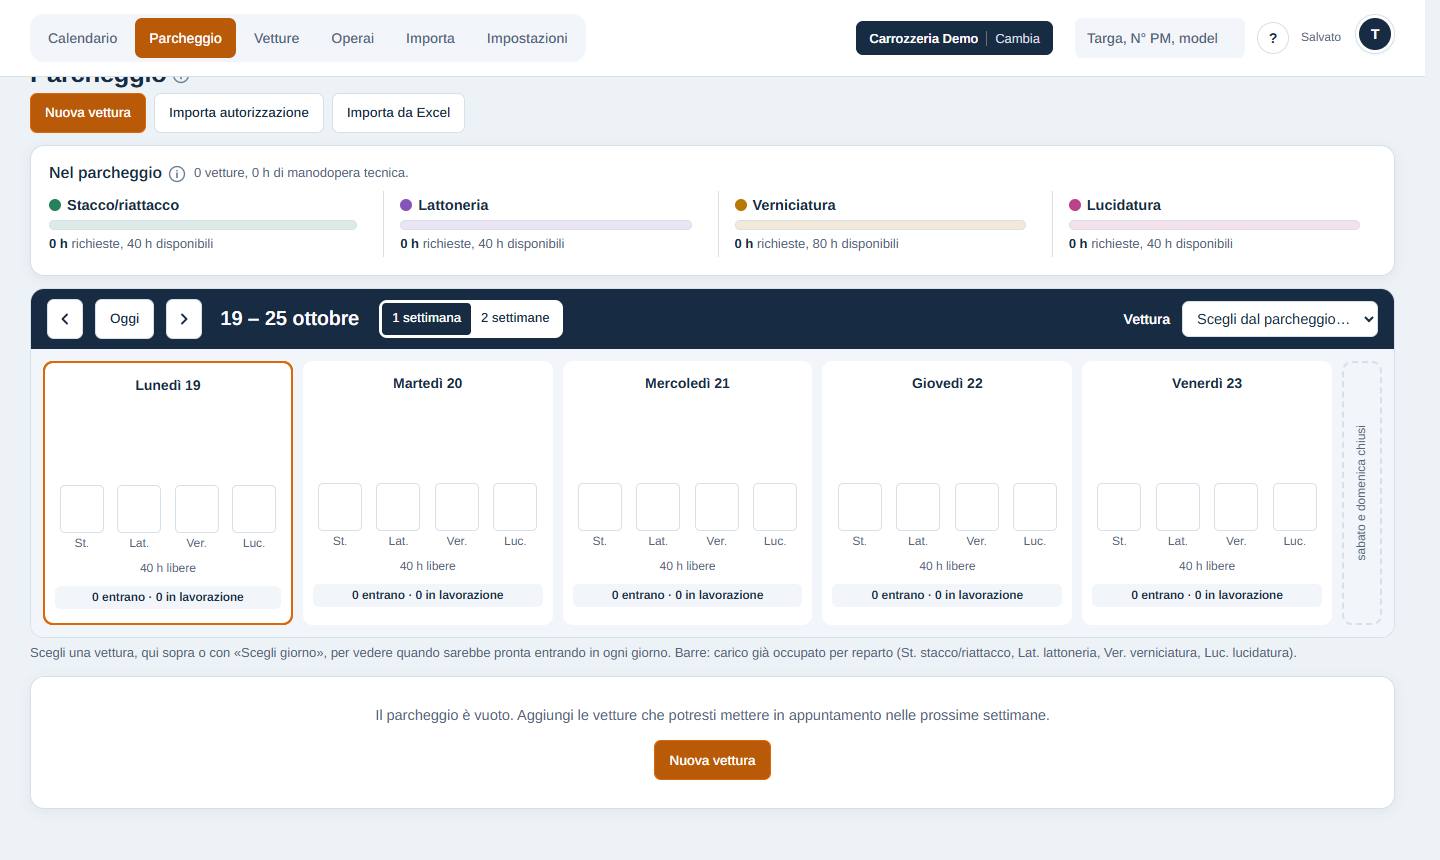 Calendario Parcheggio Vetture Operai Importa Impostazioni Carrozzeria Demo Cambia Targa, N° PM, model ? Salvato T
Parcheggio
Nuova vettura Importa autorizzazione Importa da Excel
Nel parcheggio 0 vetture, 0 h di manodopera tecnica.
Stacco/riattacco Lattoneria Verniciatura Lucidatura
0 h richieste, 40 h disponibili 0 h richieste, 40 h disponibili 0 h richieste, 80 h disponibili 0 h richieste, 40 h disponibili
Oggi 19 – 25 ottobre 1 settimana 2 settimane Vettura Scegli dal parcheggio…
Lunedì 19 Martedì 20 Mercoledì 21 Giovedì 22 Venerdì 23
St. Lat. Ver. Luc. St. Lat. Ver. Luc. St. Lat. Ver. Luc. St. Lat. Ver. Luc. St. Lat. Ver. Luc.
40 h libere 40 h libere 40 h libere 40 h libere 40 h libere
0 entrano · 0 in lavorazione 0 entrano · 0 in lavorazione 0 entrano · 0 in lavorazione 0 entrano · 0 in lavorazione 0 entrano · 0 in lavorazione
sabato e domenica chiusi
Scegli una vettura, qui sopra o con «Scegli giorno», per vedere quando sarebbe pronta entrando in ogni giorno. Barre: carico già occupato per reparto (St. stacco/riattacco, Lat. lattoneria, Ver. verniciatura, Luc. lucidatura).
Il parcheggio è vuoto. Aggiungi le vetture che potresti mettere in appuntamento nelle prossime settimane.
Nuova vettura